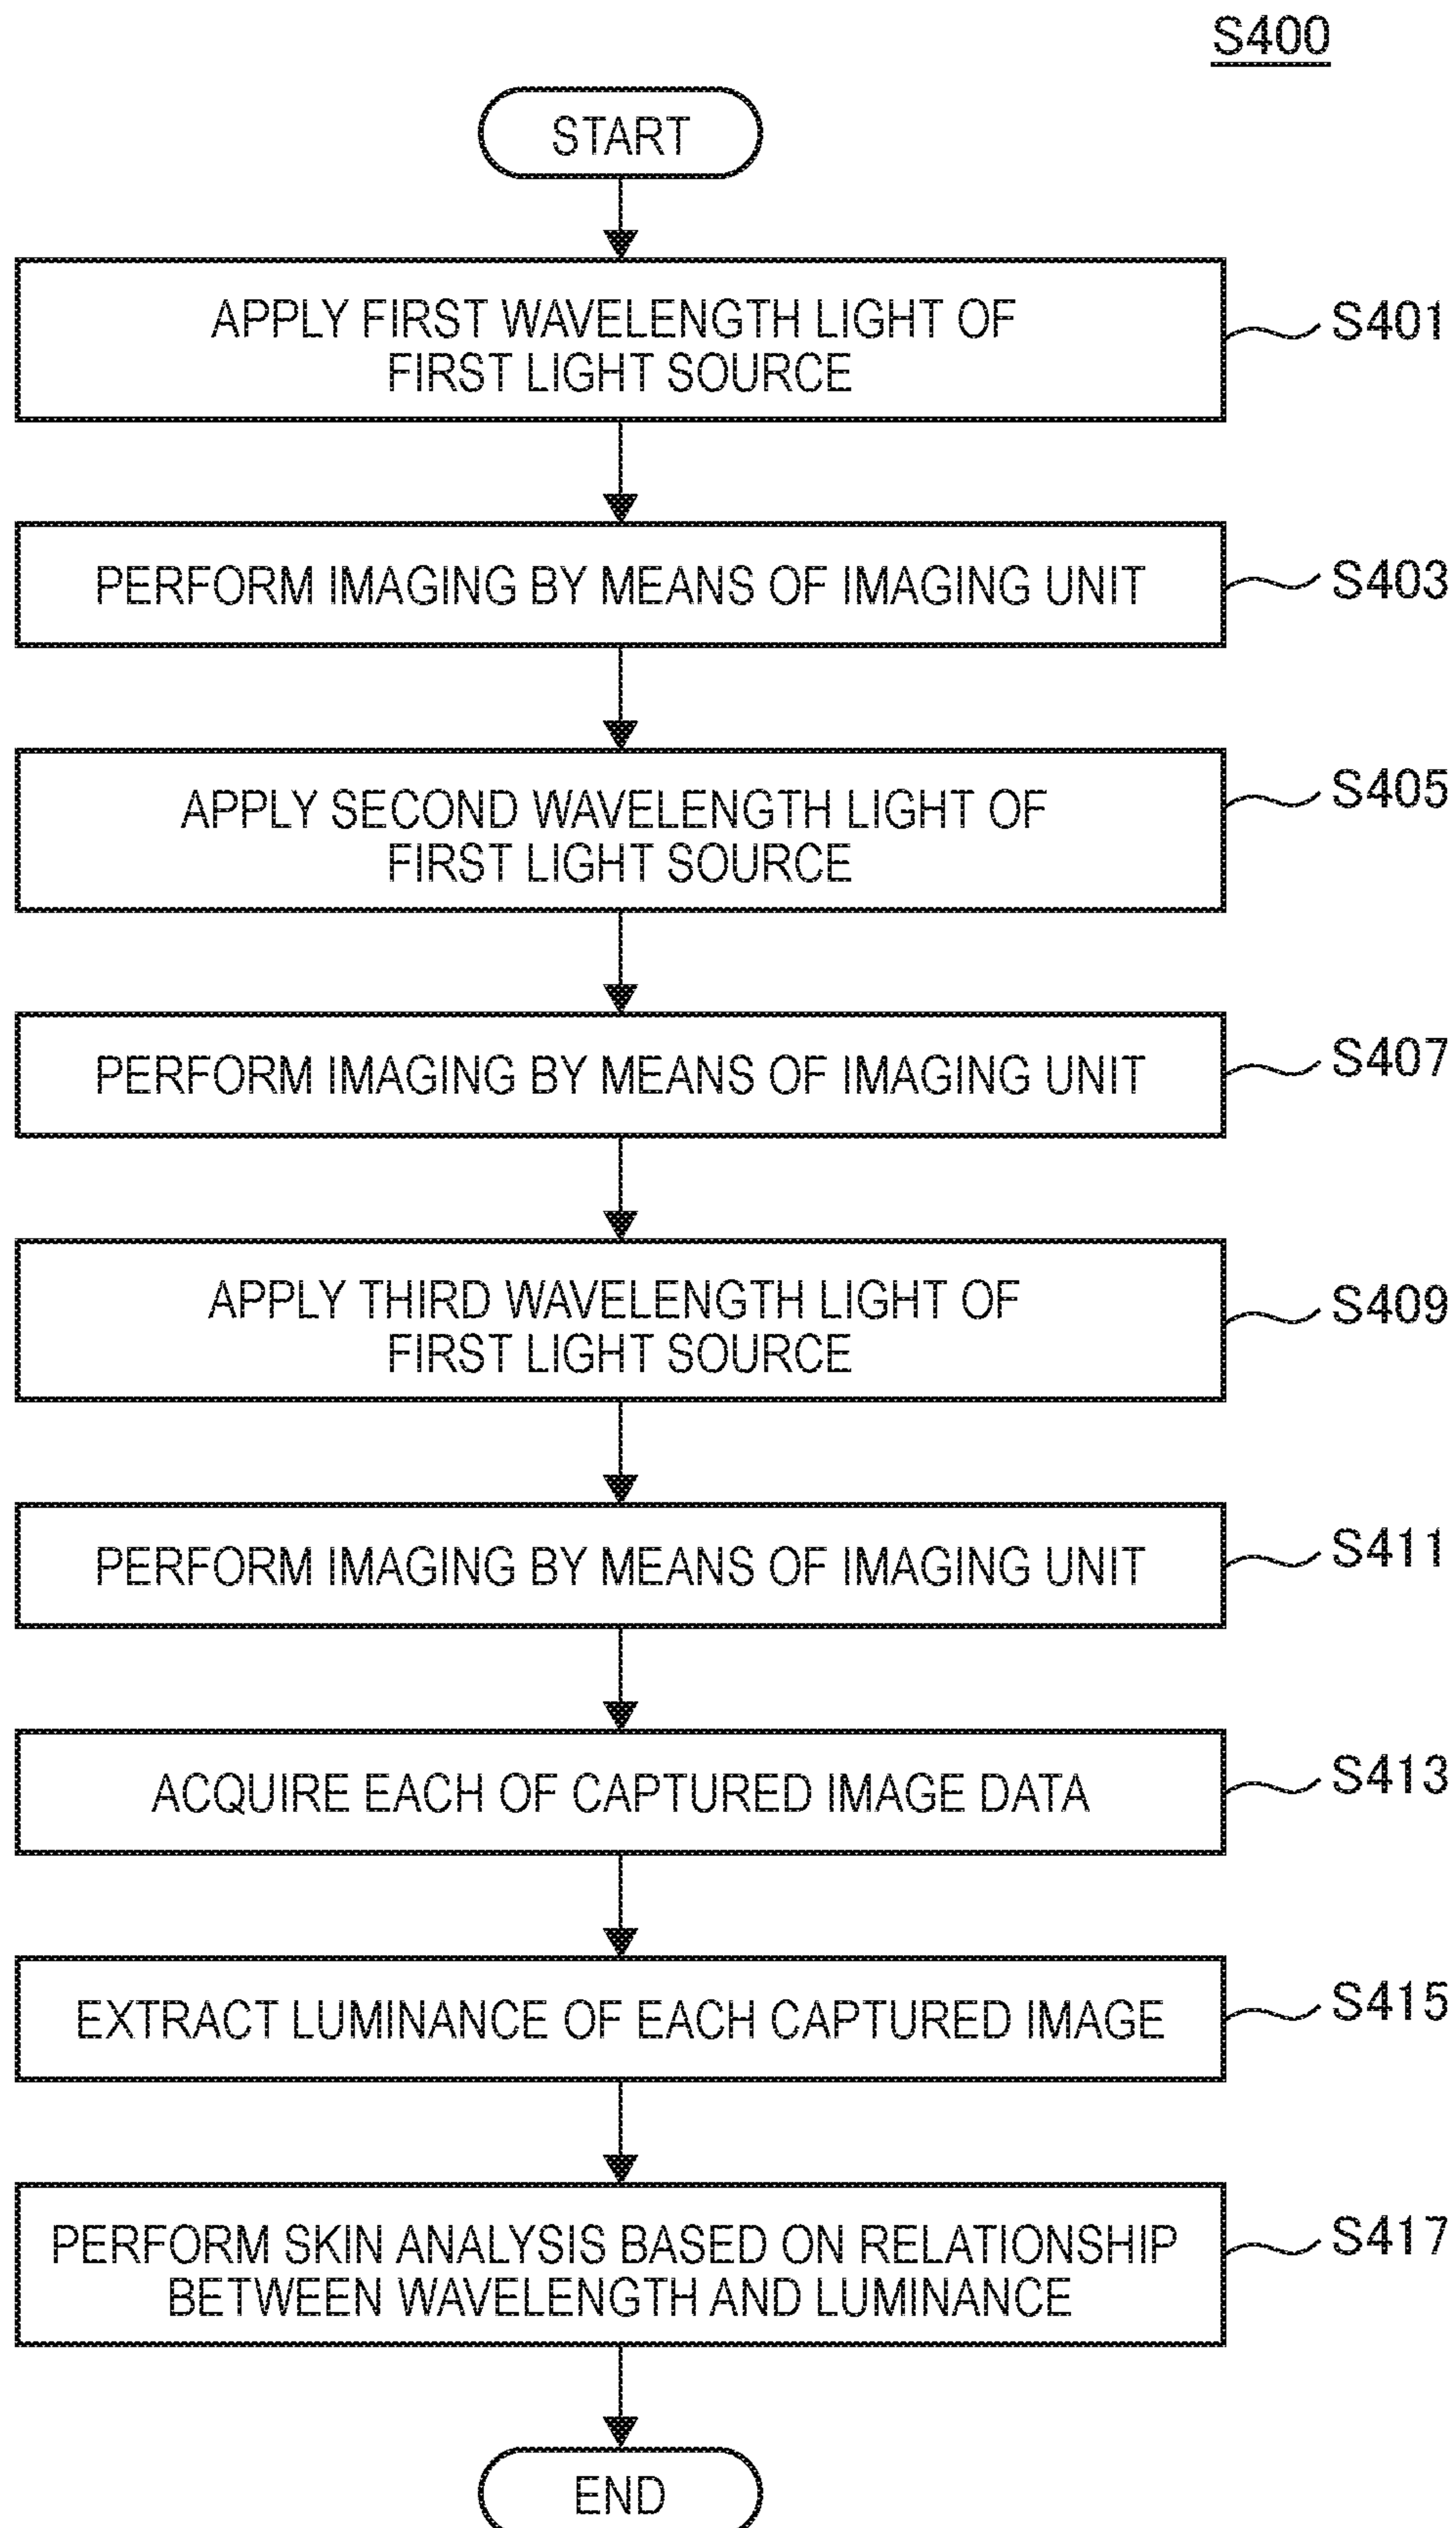 S400
START
APPLY FIRST WAVELENGTH LIGHT OF
FIRST LIGHT SOURCE
S401
PERFORM IMAGING BY MEANS OF IMAGING UNIT
S403
APPLY SECOND WAVELENGTH LIGHT OF
FIRST LIGHT SOURCE
S405
PERFORM IMAGING BY MEANS OF IMAGING UNIT
S407
APPLY THIRD WAVELENGTH LIGHT OF
FIRST LIGHT SOURCE
S409
PERFORM IMAGING BY MEANS OF IMAGING UNIT
S411
ACQUIRE EACH OF CAPTURED IMAGE DATA
S413
EXTRACT LUMINANCE OF EACH CAPTURED IMAGE
S415
PERFORM SKIN ANALYSIS BASED ON RELATIONSHIP
BETWEEN WAVELENGTH AND LUMINANCE
S417
END